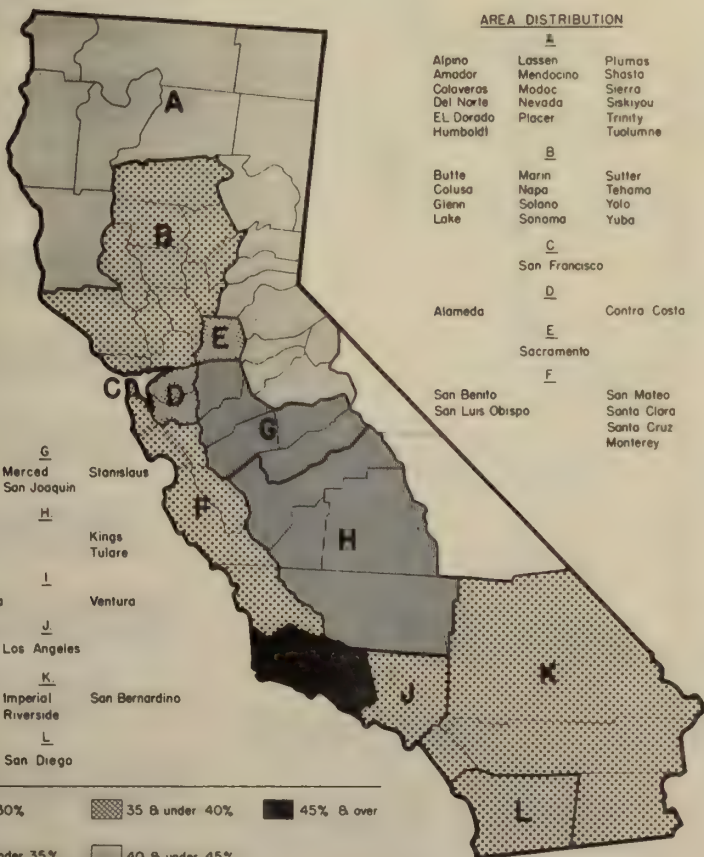 AREA DISTRIBUTION
A
Alpino Lassen Plumas
Amador Mendocino Shasta
Calaveras Modoc Sierra
Del Norte Nevada Siskiyou
EL Dorado Placer Trinity
Humboldt Tuolumne
B
Butte Marin Sutter
Colusa Napa Tehama
Glenn Solano Yolo
Lake Sonoma Yuba
C
San Francisco
D
Alameda Contra Costa
E
Sacramento
F
San Benito San Mateo
San Luis Obispo Santa Clara
Santa Cruz
Monterey
A
B
E
C
D
G
F
H
J
K
L
G
Merced Stanislaus
San Joaquin
H.
Kings
Tulare
I
Ventura
J.
Los Angeles
K.
Imperial San Bernardino
Riverside
L
San Diego
30% 35 & under 40% 45% & over
under 35% 40 & under 45%